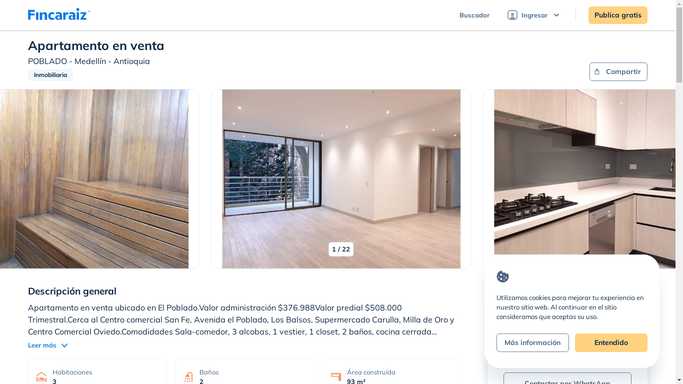 Fincaraiz
Buscador
Ingresar
Publica gratis
Apartamento en venta
POBLADO - Medellín - Antioquia
Inmobiliaria
Compartir
1 / 22
Descripción general
Apartamento en venta ubicado en El Poblado.Valor administración $376.988Valor predial $508.000
Trimestral.Cerca al Centro comercial San Fe, Avenida el Poblado, Los Balsos, Supermercado Carulla, Milla de Oro y
Centro Comercial Oviedo.Comodidades Sala-comedor, 3 alcobas, 1 vestier, 1 closet, 2 baños, cocina cerrada...
Leer más
Habitaciones
3
Baños
2
Área construida
93 m²
Utilizamos cookies para mejorar tu experiencia en
nuestro sitio web. Al continuar en el sitio
consideramos que aceptas su uso.
Más información
Entendido
Contactar por WhatsApp